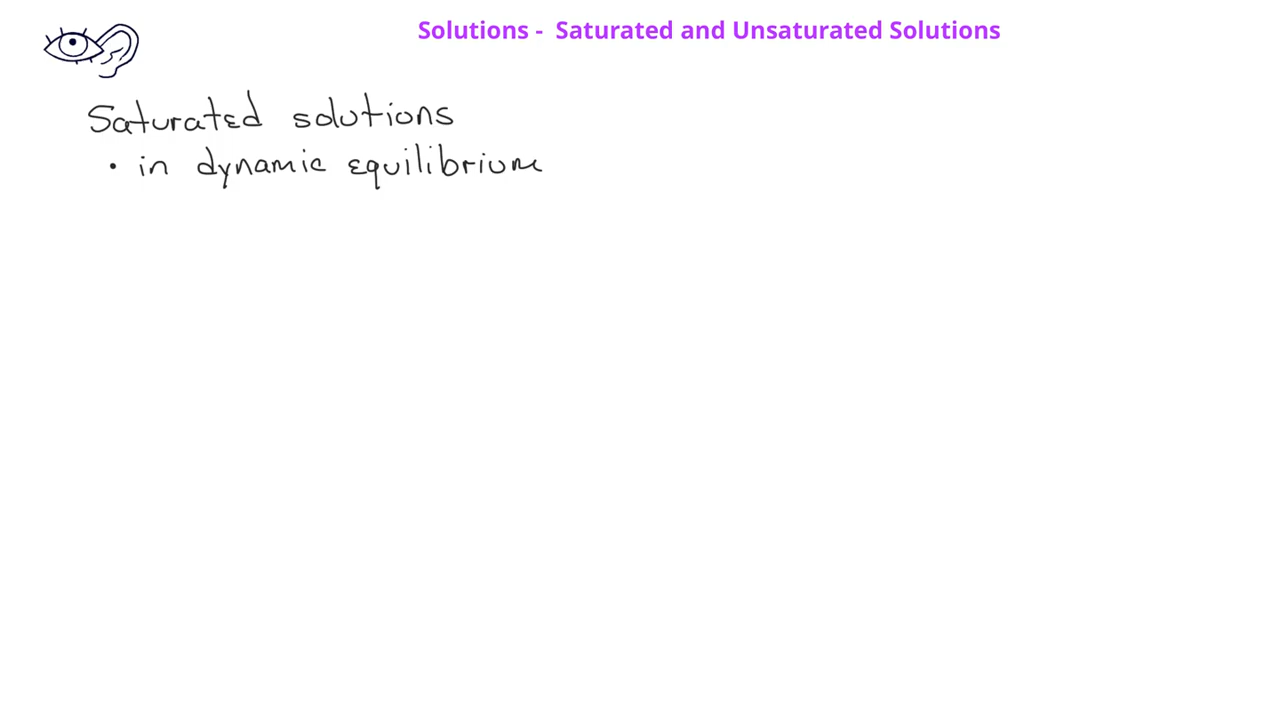 Solutions - Saturated and Unsaturated Solutions
Saturated solutions
• in dynamic equilibrium